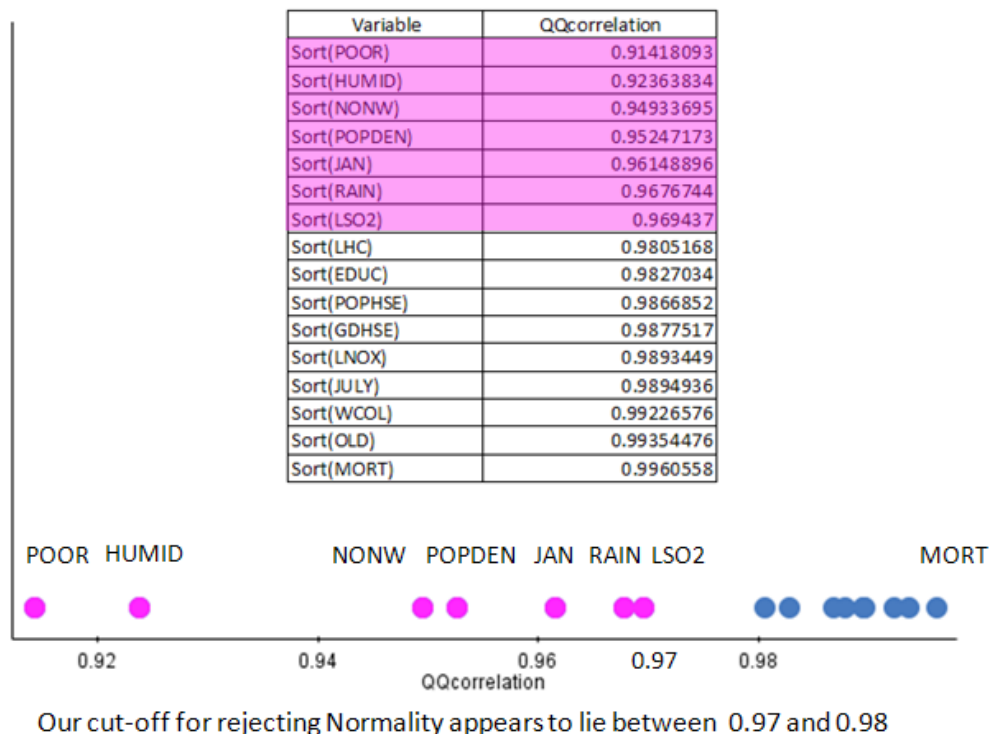 Variable QQcorrelation
Sort(POOR) 0.91418093
Sort(HUMID) 0.92363834
Sort(NONW) 0.94933695
Sort(POPDEN) 0.95247173
Sort(JAN) 0.96148896
Sort(RAIN) 0.9676744
Sort(LSO2) 0.969437
Sort(LHC) 0.9805168
Sort(EDUC) 0.9827034
Sort(POPHSE) 0.9866852
Sort(GDHSE) 0.9877517
Sort(LNOX) 0.9893449
Sort(JULY) 0.9894936
Sort(WCOL) 0.99226576
Sort(OLD) 0.99354476
Sort(MORT) 0.9960558
POOR HUMID NONW POPDEN JAN RAIN LSO2 MORT
0.92 0.94 0.96 0.97 0.98
QQcorrelation
Our cut-off for rejecting Normality appears to lie between 0.97 and 0.98